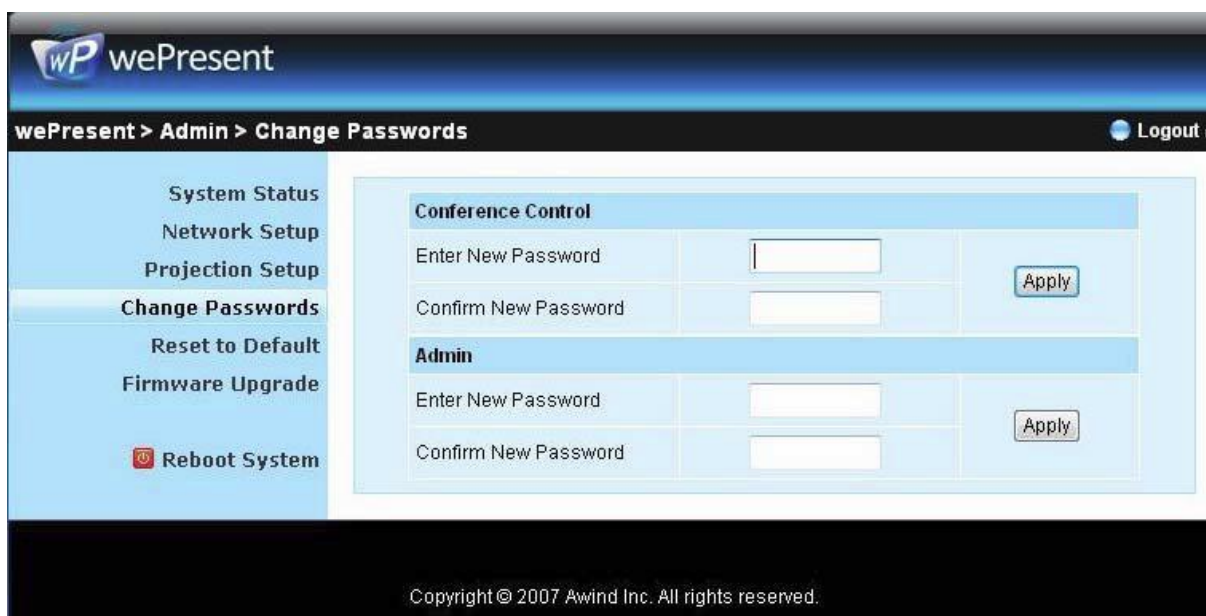 wP wePresent
wePresent > Admin > Change Passwords
Logout
System Status
Network Setup
Projection Setup
Change Passwords
Reset to Default
Firmware Upgrade
Reboot System
Conference Control
Enter New Password
Apply
Confirm New Password
Admin
Enter New Password
Apply
Confirm New Password
Copyright © 2007 Awind Inc. All rights reserved.